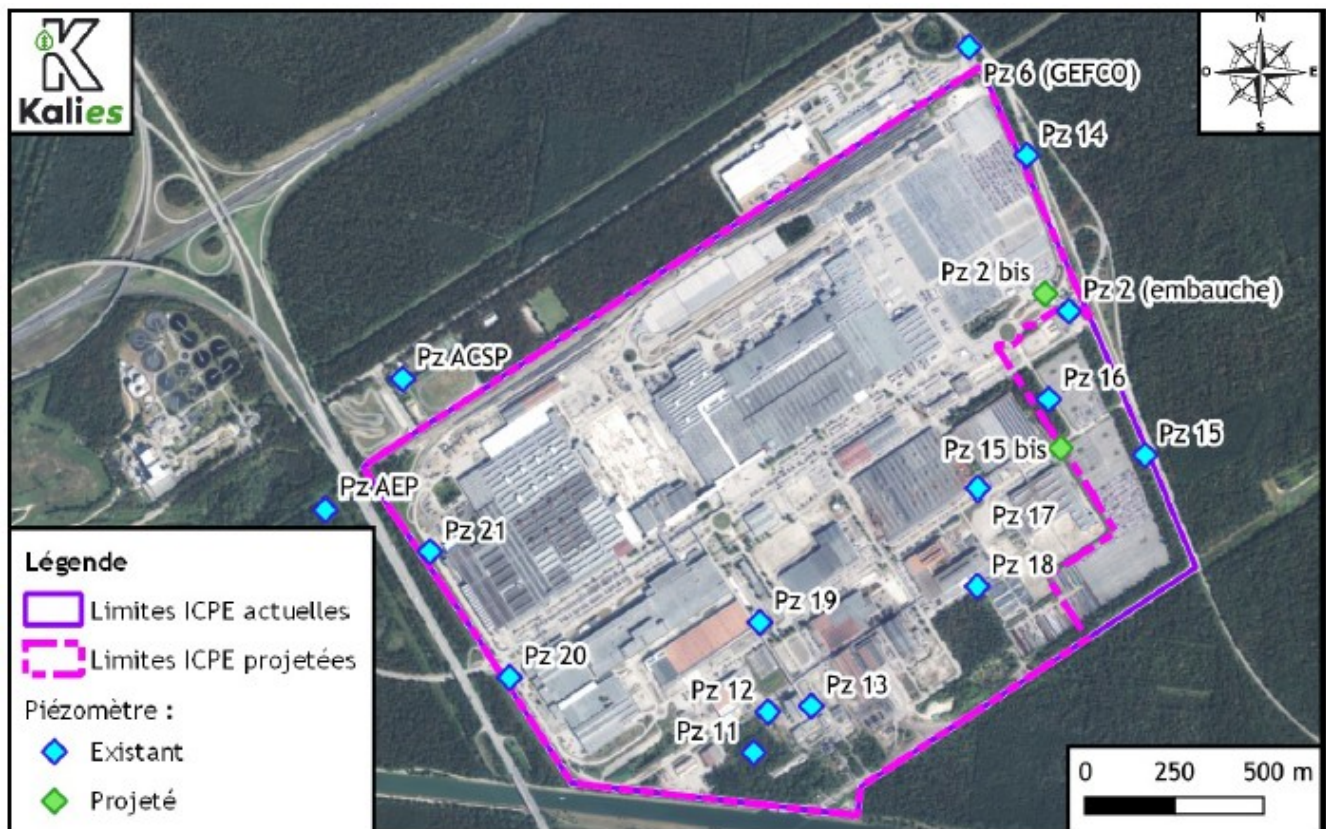 Kalies
N
O
E
S
Pz 6 (GEFCO)
Pz 14
Pz 2 bis
Pz 2 (embauche)
Pz ACSP
Pz 16
Pz 15
Pz 15 bis
Pz AEP
Pz 17
Pz 21
Pz 18
Pz 19
Pz 20
Pz 12
Pz 13
Pz 11
Légende
Limites ICPE actuelles
Limites ICPE projetées
Piézomètre :
Existant
Projeté
0 250 500 m